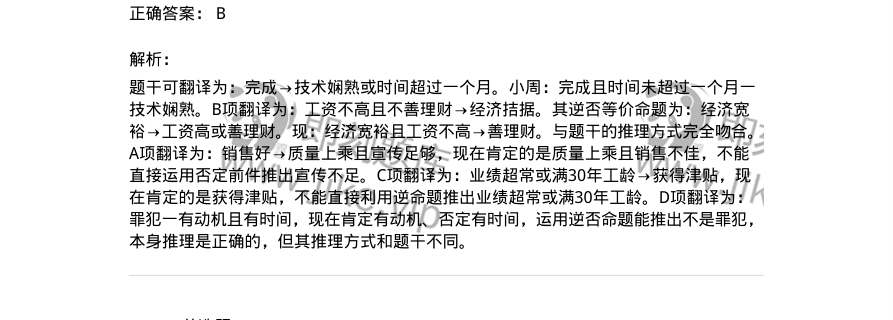 正确答案： B
解析：
题干可翻译为：完成→技术娴熟或时间超过一个月。小周：完成且时间未超过一个月一
技术娴熟。B项翻译为：工资不高且不善理财→经济拮据。其逆否等价命题为：经济宽
裕→工资高或善理财。现：经济宽裕且工资不高→善理财。与题干的推理方式完全吻合。
A项翻译为：销售好→质量上乘且宣传足够，现在肯定的是质量上乘且销售不佳，不能
直接运用否定前件推出宣传不足。C项翻译为：业绩超常或满30年工龄→获得津贴，现
在肯定的是获得津贴，不能直接利用逆命题推出业绩超常或满30年工龄。D项翻译为：
罪犯一有动机且有时间，现在肯定有动机、否定有时间，运用逆否命题能推出不是罪犯，
本身推理是正确的，但其推理方式和题干不同。